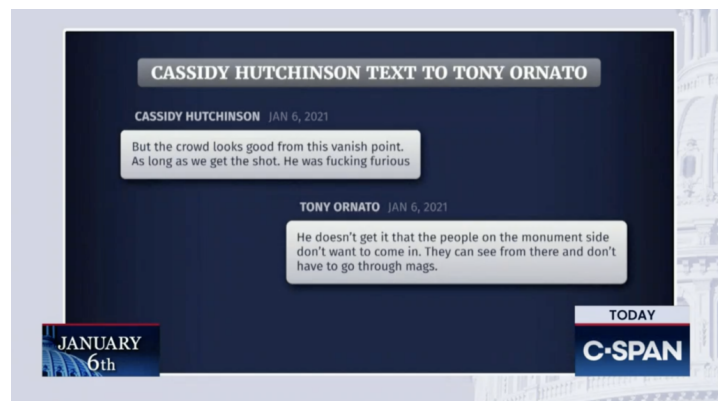 CASSIDY HUTCHINSON TEXT TO TONY ORNATO
CASSIDY HUTCHINSON JAN 6, 2021
But the crowd looks good from this vanish point.
As long as we get the shot. He was fucking furious
TONY ORNATO JAN 6, 2021
He doesn't get it that the people on the monument side
don't want to come in. They can see from there and don't
have to go through mags.
JANUARY
6th
TODAY
C-SPAN